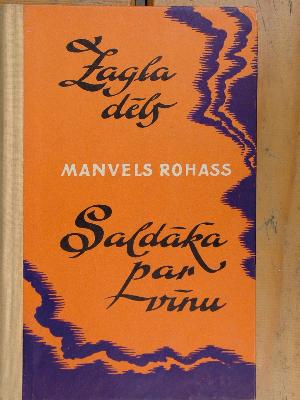 Zagļa
dēls
MANVELS ROHASS
Saldāka
par
vīnu